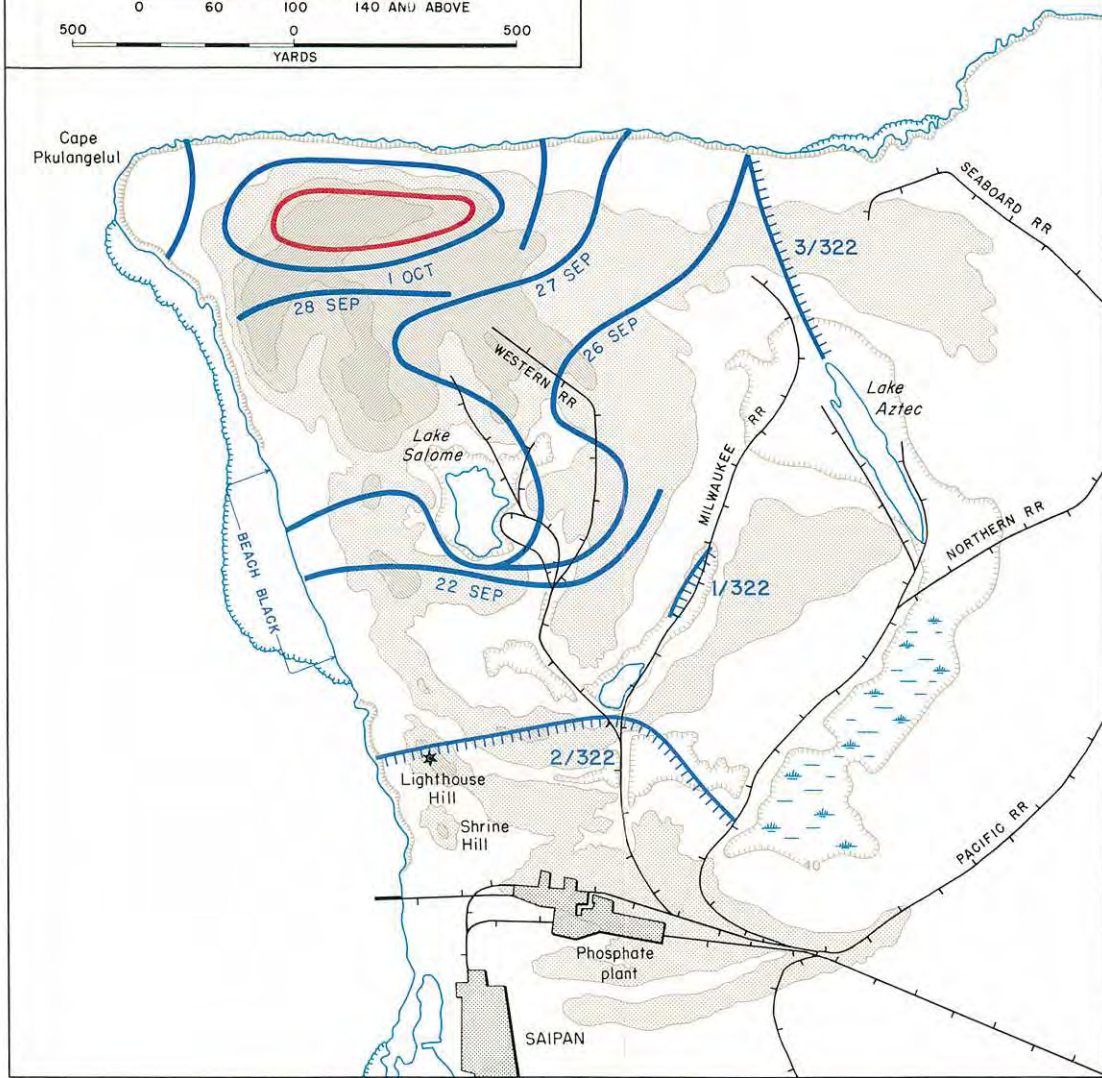 0 60 100 140 AND ABOVE
500 0 500
YARDS
Cape
Pkulangelul
SEABOARD RR
3/322
27 SEP
1 OCT
28 SEP
26 SEP
WESTERN RR
Lake
Aztec
Lake
Salome
MILWAUKEE RR
NORTHERN RR
BEACH BLACK
22 SEP
1/322
2/322
Lighthouse
Hill
Shrine
Hill
PACIFIC RR
40
Phosphate
plant
SAIPAN